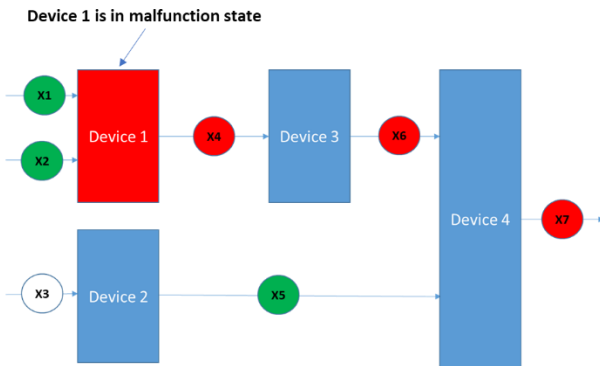 Device 1 is in malfunction state
X1
X2
Device 1
X4
Device 3
X6
Device 4
X7
X3
Device 2
X5